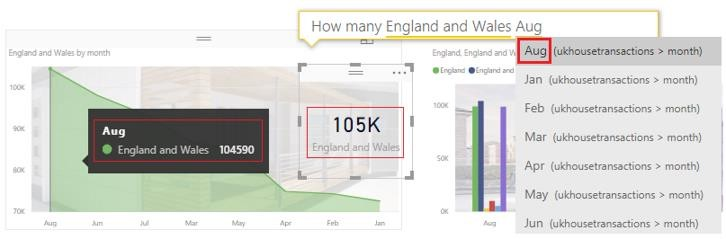 How many England and Wales Aug
England and Wales by month
100K
90K
80K
70K
Aug
England and Wales 104590
105K
England and Wales
Aug Jun Jul Mar May Apr Feb Jan
England, England and W
England England and
100K
50K
0K
Aug
Aug (ukhousetransactions > month)
Jan (ukhousetransactions > month)
Feb (ukhousetransactions > month)
Mar (ukhousetransactions > month)
Apr (ukhousetransactions > month)
May (ukhousetransactions > month)
Jun (ukhousetransactions > month)